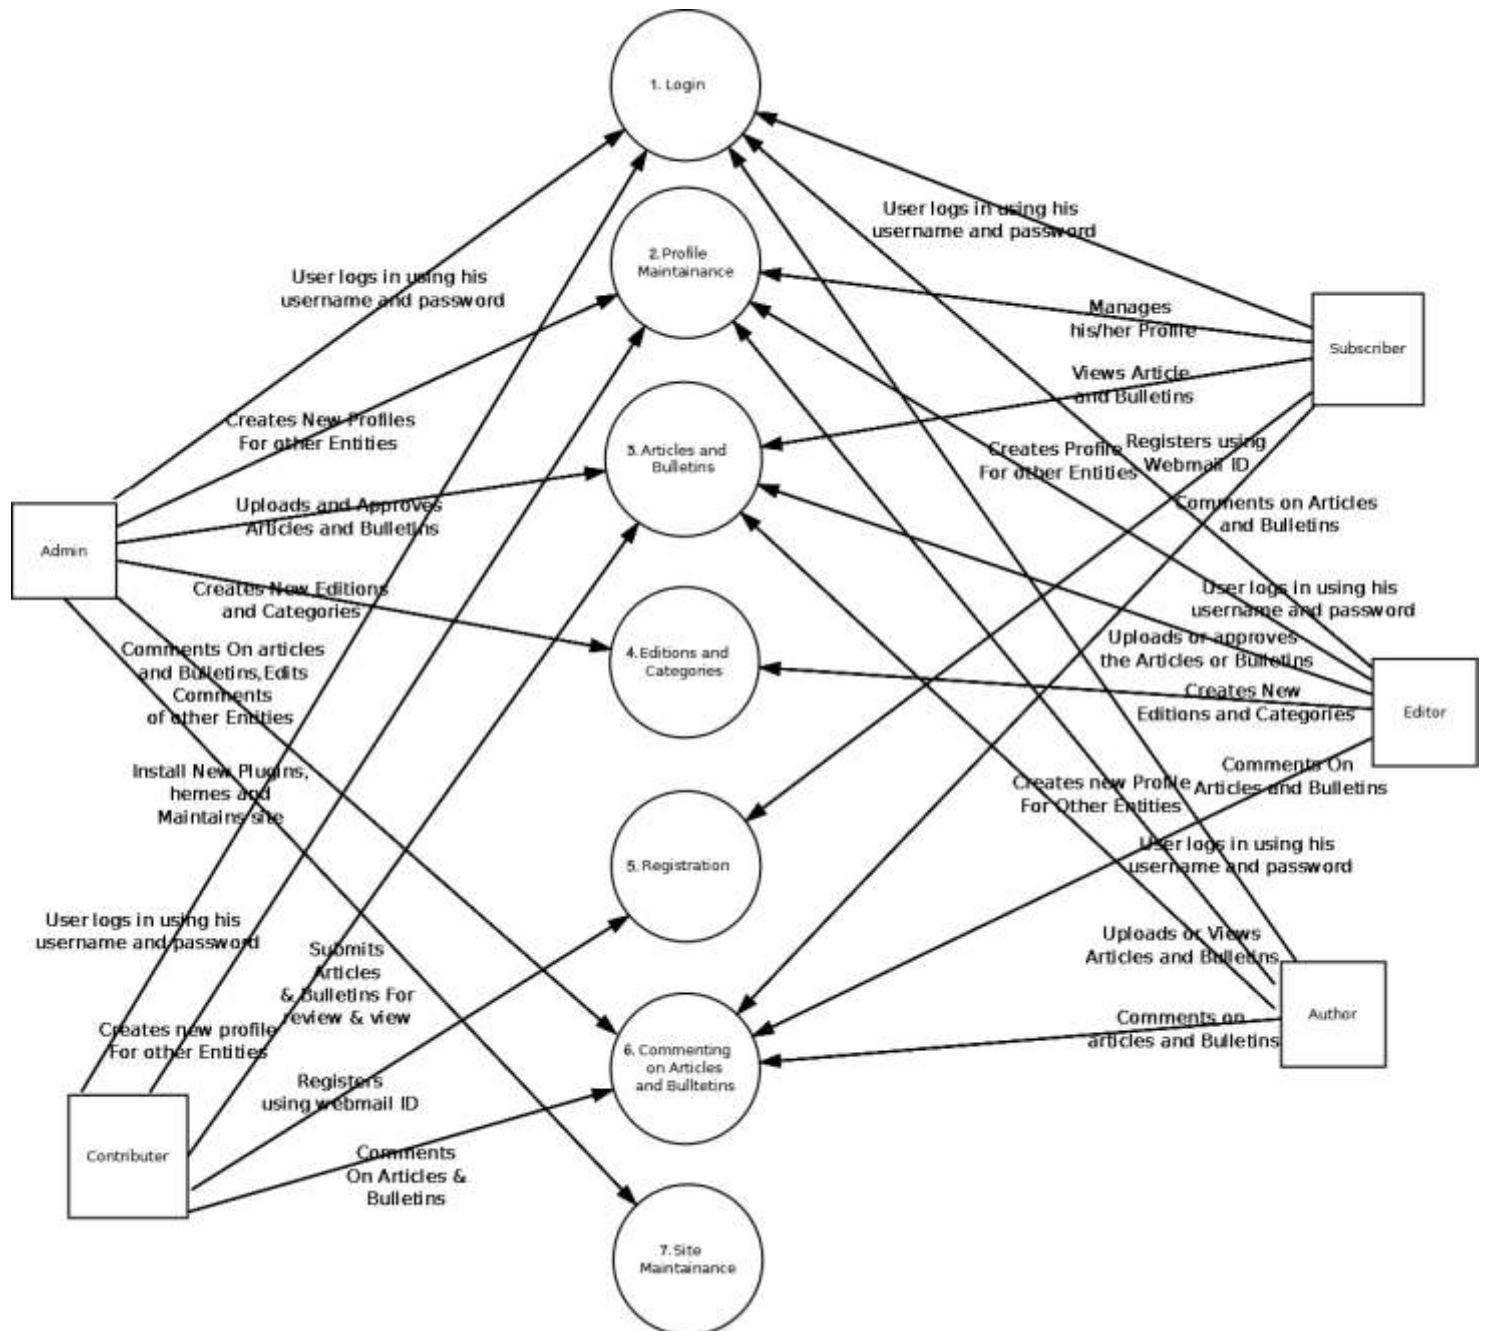 1. Login
User logs in using his
username and password
2. Profile
Maintainance
User logs in using his
username and password
Manages
his/her Profile
Subscriber
Views Article
and Bulletins
Creates New Profiles
For other Entities
3. Articles and
Bulletins
Creates Profile
For other Entities
Registers using
Webmail ID
Uploads and Approves
Articles and Bulletins
Comments on Articles
and Bulletins
Admin
Creates New Editions
and Categories
User logs in using his
username and password
Comments On articles
and Bulletins,Edits
Comments
of other Entities
4. Editions and
Categories
Uploads or approves
the Articles or Bulletins
Creates New
Editions and Categories
Editor
Install New Plugins,
hemes and
Maintains site
Creates new Profile
For Other Entities
Comments On
Articles and Bulletins
5. Registration
User logs in using his
username and password
User logs in using his
username and password
Submits
Articles
& Bulletins For
review & view
Uploads or Views
Articles and Bulletins
Author
Creates new profile
For other Entities
6. Commenting
on Articles
and Bulltetins
Comments on
articles and Bulletins
Registers
using webmail ID
Contributer
Comments
On Articles &
Bulletins
7. Site
Maintainance